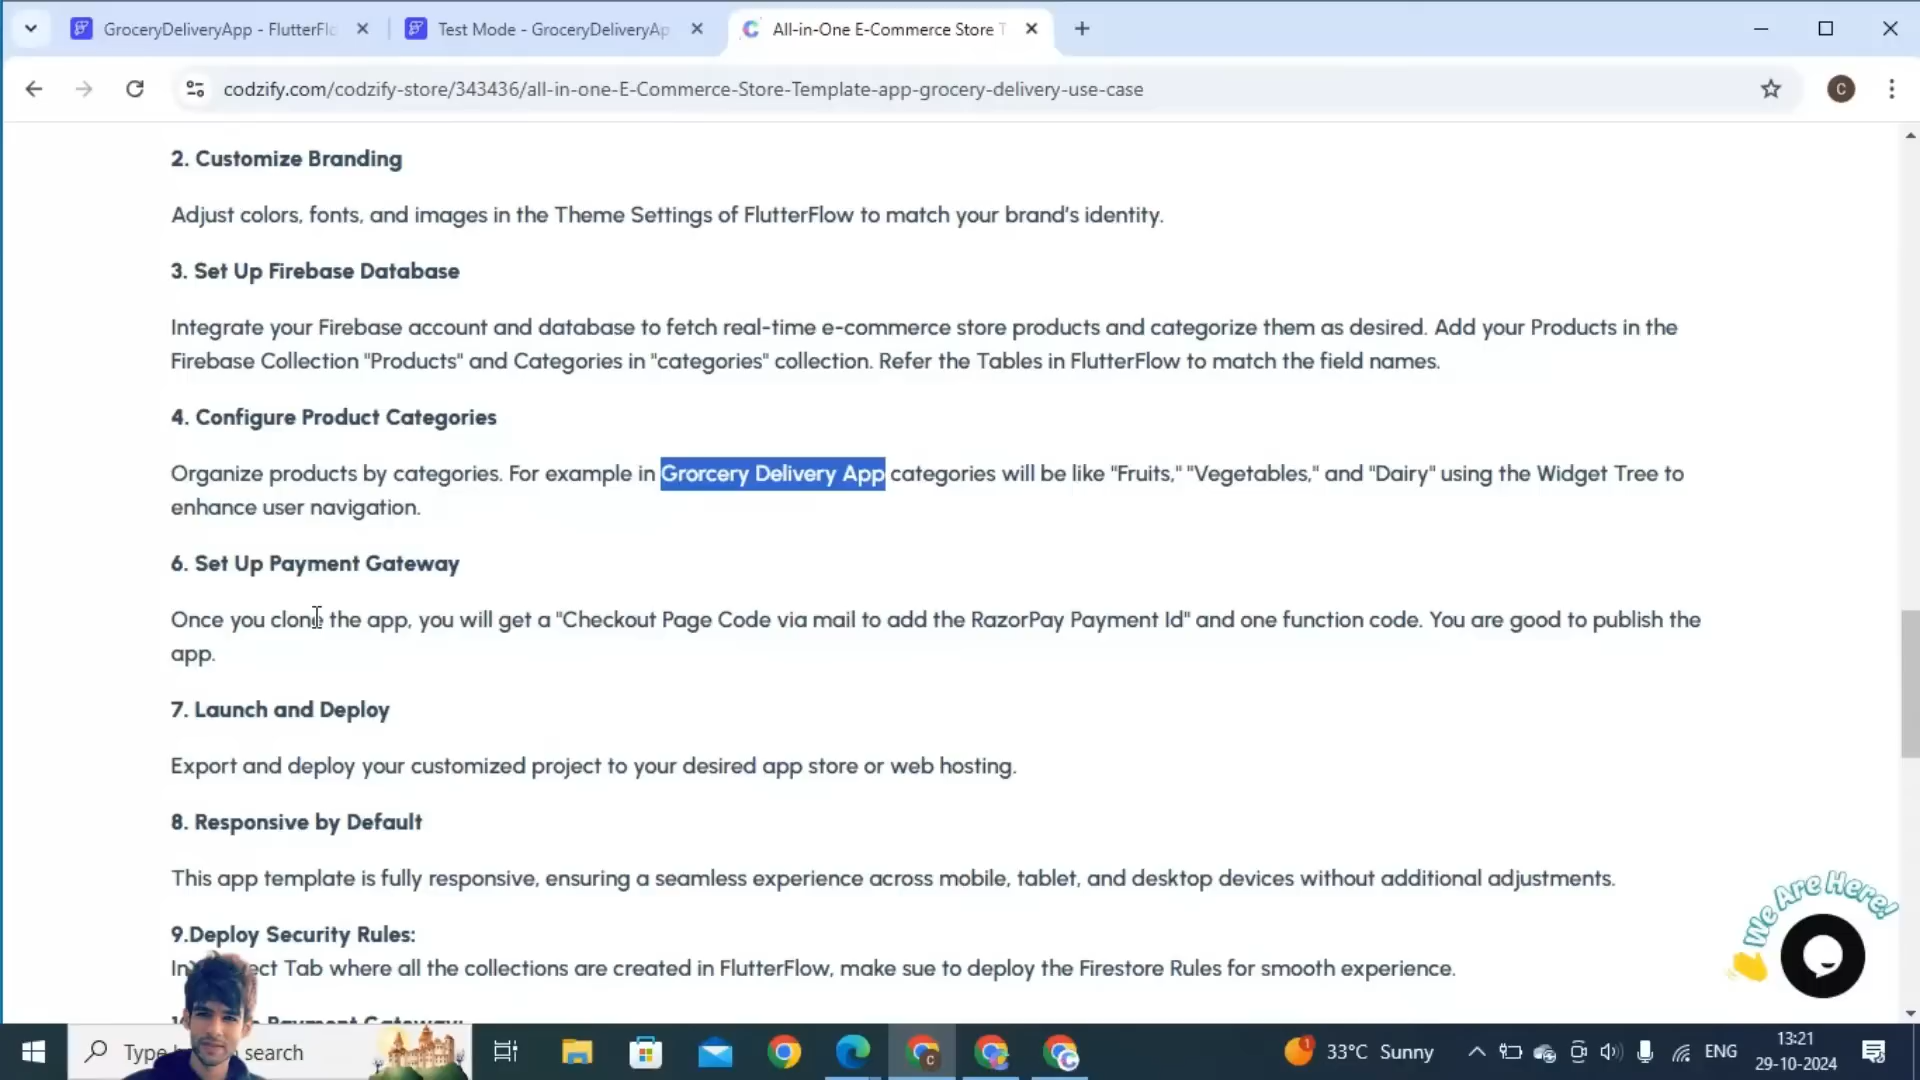 GroceryDeliveryApp - FlutterFlo
Test Mode - GroceryDeliveryAp
All-in-One E-Commerce Store T
codzify.com/codzify-store/343436/all-in-one-E-Commerce-Store-Template-app-grocery-delivery-use-case
C
2. Customize Branding
Adjust colors, fonts, and images in the Theme Settings of FlutterFlow to match your brand's identity.
3. Set Up Firebase Database
Integrate your Firebase account and database to fetch real-time e-commerce store products and categorize them as desired. Add your Products in the
Firebase Collection "Products" and Categories in "categories" collection. Refer the Tables in FlutterFlow to match the field names.
4. Configure Product Categories
Organize products by categories. For example in Grorcery Delivery App categories will be like "Fruits," "Vegetables," and "Dairy" using the Widget Tree to
enhance user navigation.
6. Set Up Payment Gateway
Once you clone the app, you will get a "Checkout Page Code via mail to add the RazorPay Payment Id" and one function code. You are good to publish the
app.
7. Launch and Deploy
Export and deploy your customized project to your desired app store or web hosting.
8. Responsive by Default
This app template is fully responsive, ensuring a seamless experience across mobile, tablet, and desktop devices without additional adjustments.
9.Deploy Security Rules:
ect Tab where all the collections are created in FlutterFlow, make sue to deploy the Firestore Rules for smooth experience.
Payment Gateway:
We Are Here!
Type search
33°C Sunny
ENG
13:21
29-10-2024